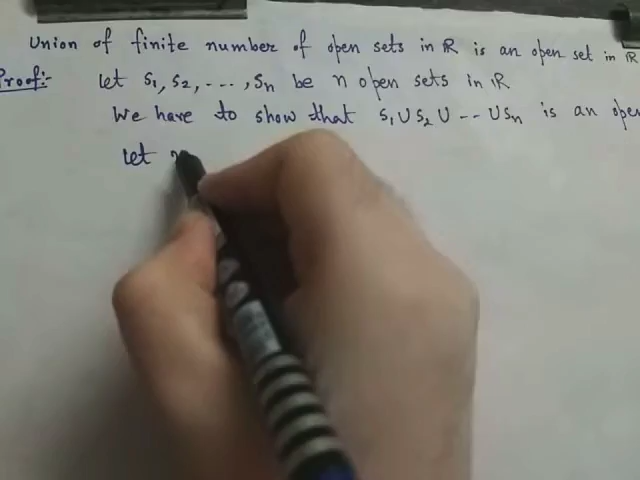 Union of finite number of open sets in ℝ is an open set in ℝ
Proof:- Let S₁, S₂, ..., Sₙ be n open sets in ℝ
We have to show that S₁ ∪ S₂ ∪ -- ∪ Sₙ is an open
Let